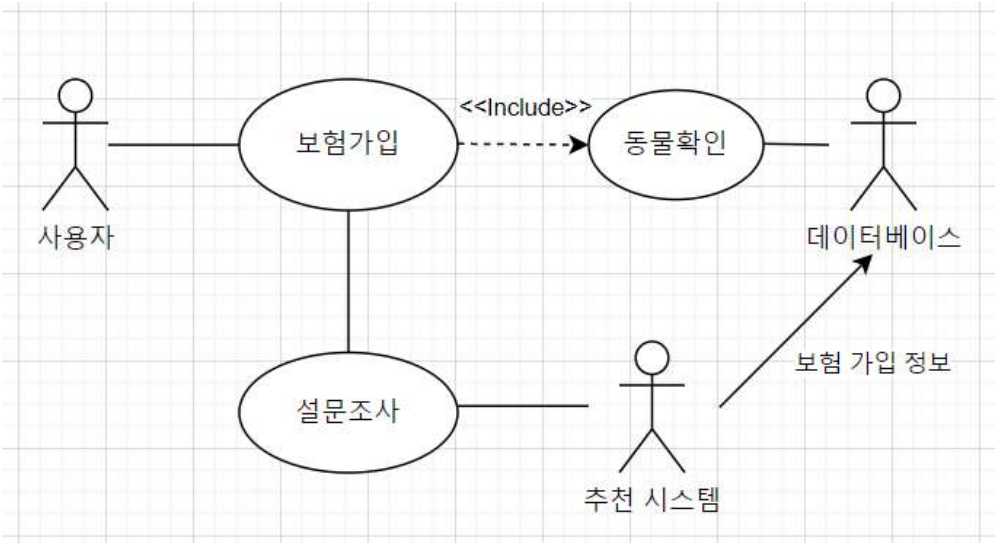 <<Include>>
보험가입
동물확인
사용자
데이터베이스
보험 가입 정보
설문조사
추천 시스템